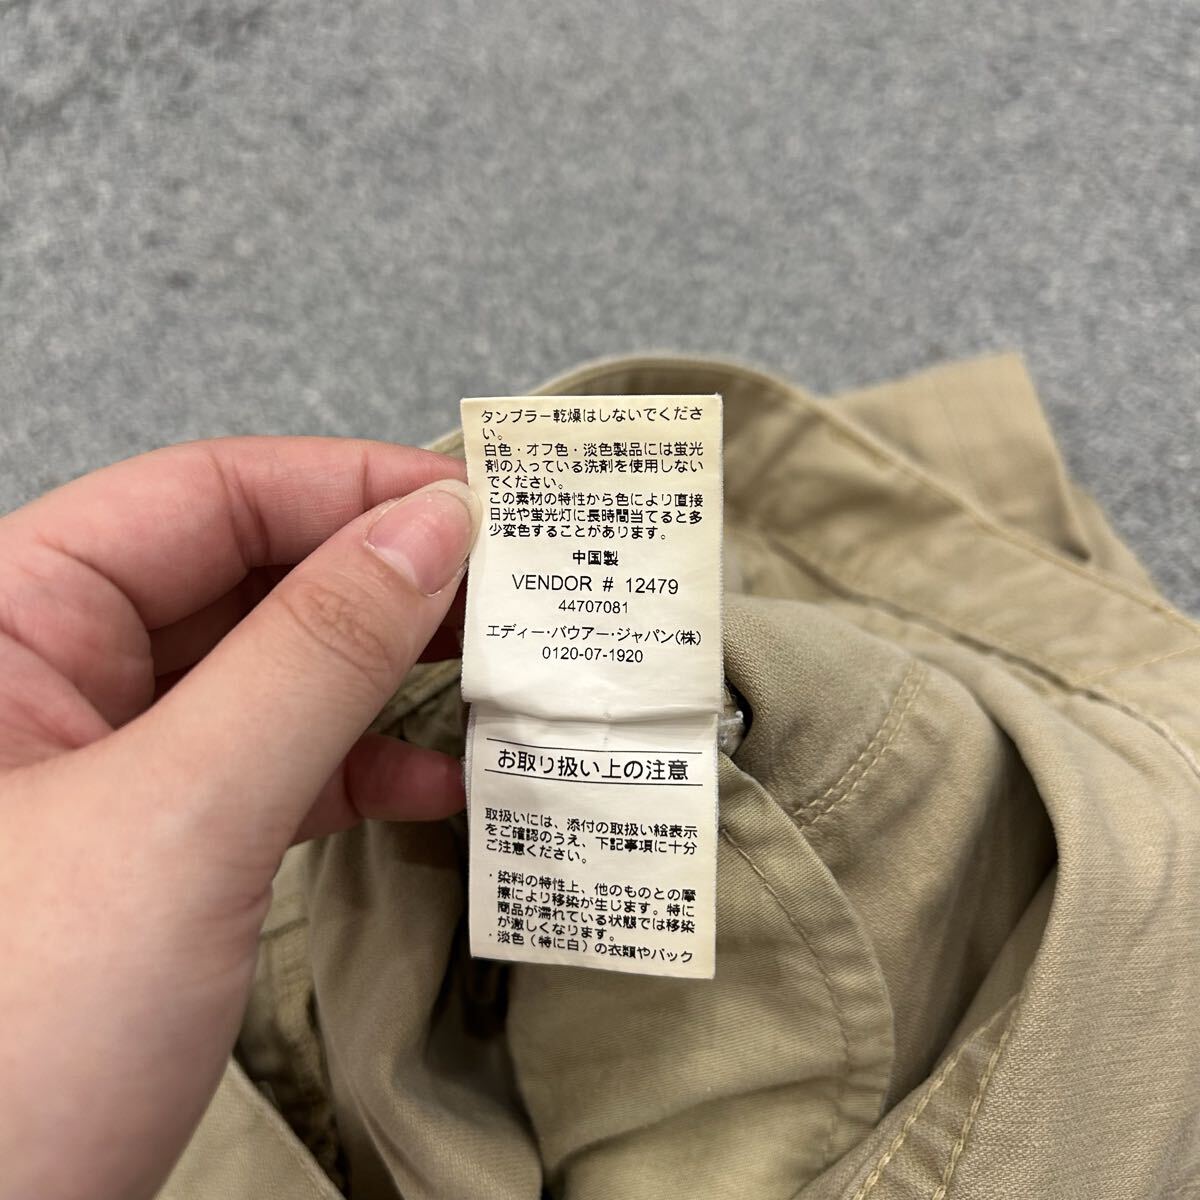 タンブラー乾燥はしないでくださ
い。
白色・オフ色・淡色製品には蛍光
剤の入っている洗剤を使用しない
でください。
この素材の特性から色により直接
日光や蛍光灯に長時間当てると多
少変色することがあります。
中国製
VENDOR # 12479
44707081
エディー・バウアー・ジャパン(株)
0120-07-1920
お取り扱い上の注意
取扱いには、添付の取扱い絵表示
をご確認のうえ、下記事項に十分
ご注意ください。
・染料の特性上、他のものとの摩
擦により移染が生じます。特に
商品が濡れている状態では移染
が激しくなります。
・淡色(特に白)の衣類やバック